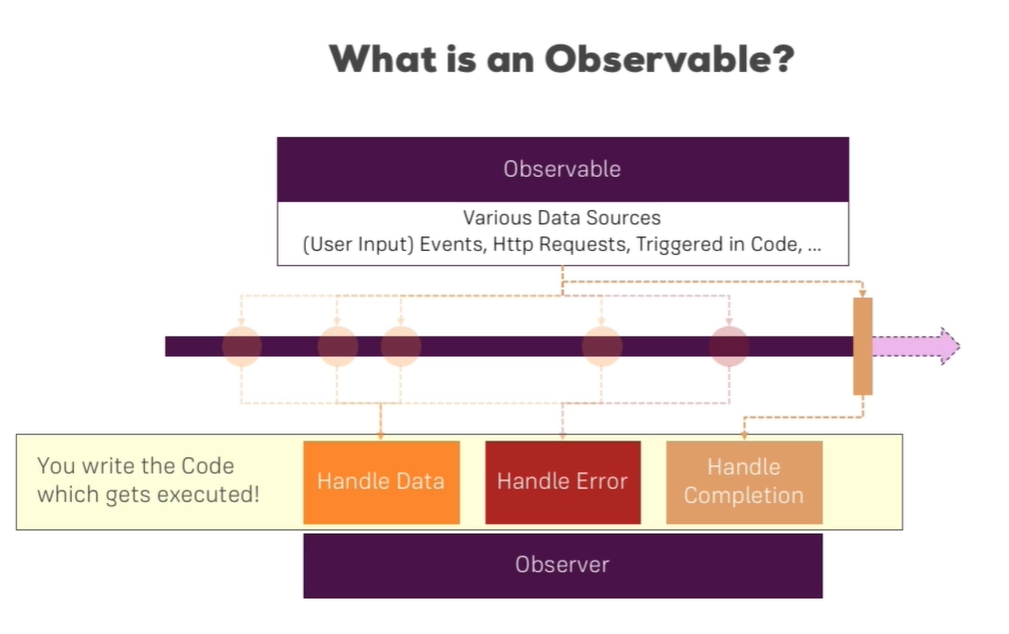 What is an Observable?
Observable
Various Data Sources
(User Input) Events, Http Requests, Triggered in Code, ...
You write the Code
which gets executed!
Handle Data
Handle Error
Handle
Completion
Observer